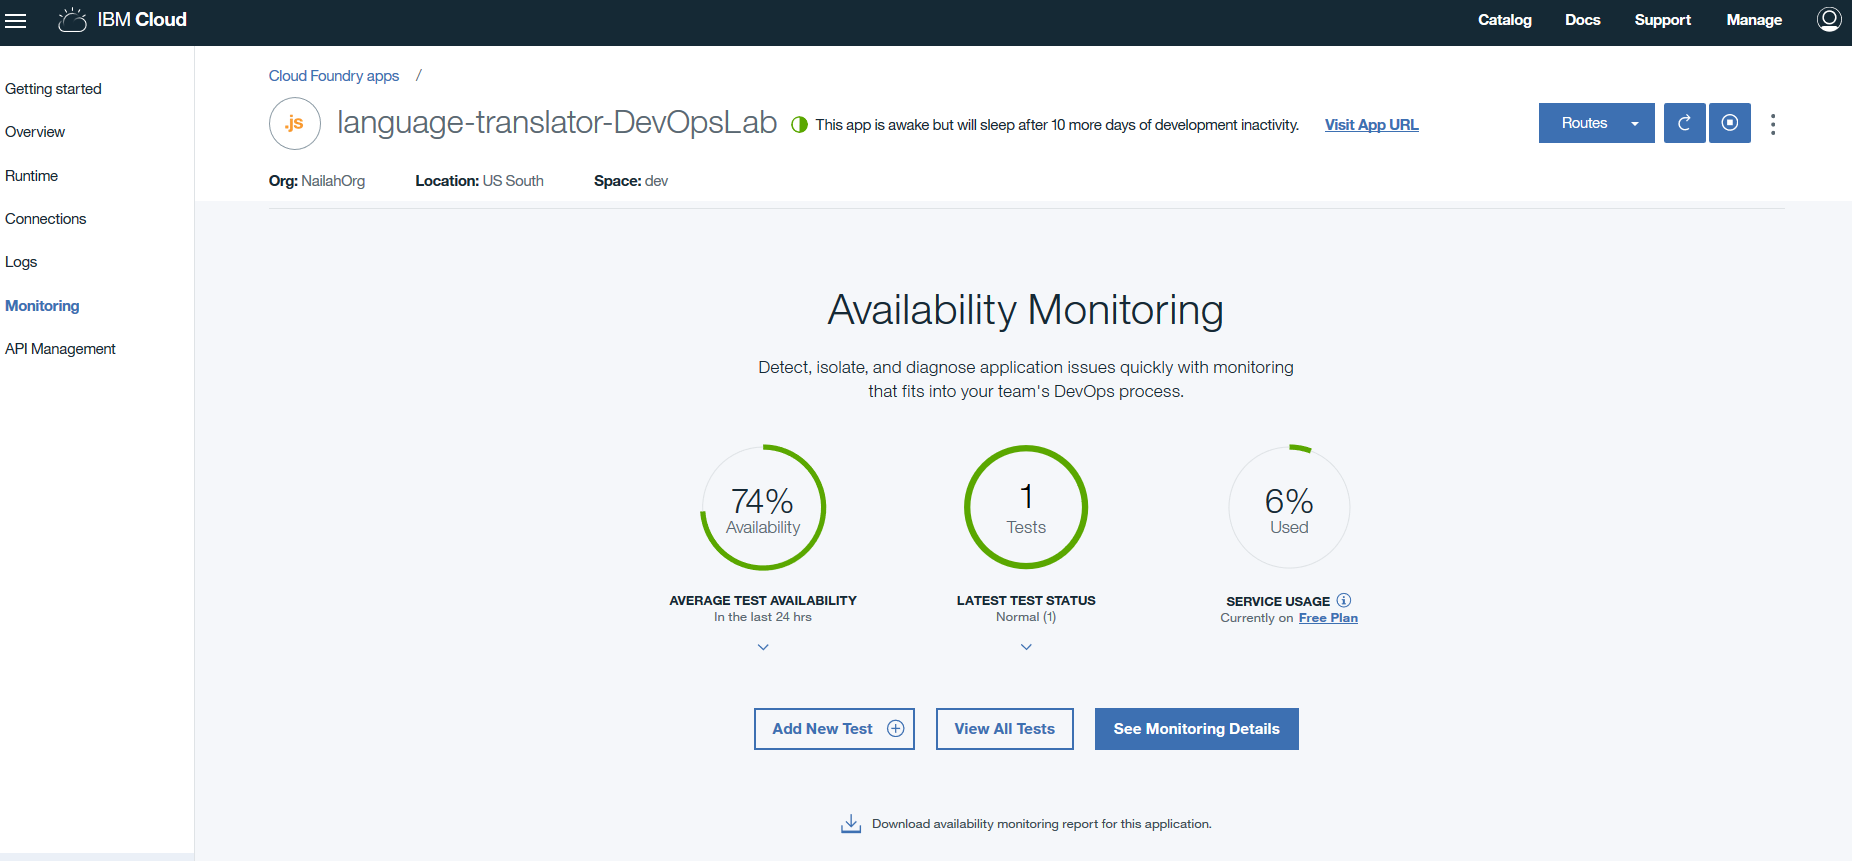 IBM Cloud
Catalog Docs Support Manage
Getting started
Overview
Runtime
Connections
Logs
Monitoring
API Management
Cloud Foundry apps /
.js
language-translator-DevOpsLab This app is awake but will sleep after 10 more days of development inactivity. Visit App URL
Routes
Org: NailahOrg Location: US South Space: dev
Availability Monitoring
Detect, isolate, and diagnose application issues quickly with monitoring
that fits into your team's DevOps process.
74%
Availability
AVERAGE TEST AVAILABILITY
In the last 24 hrs
1
Tests
LATEST TEST STATUS
Normal (1)
6%
Used
SERVICE USAGE
Currently on Free Plan
Add New Test
View All Tests
See Monitoring Details
Download availability monitoring report for this application.